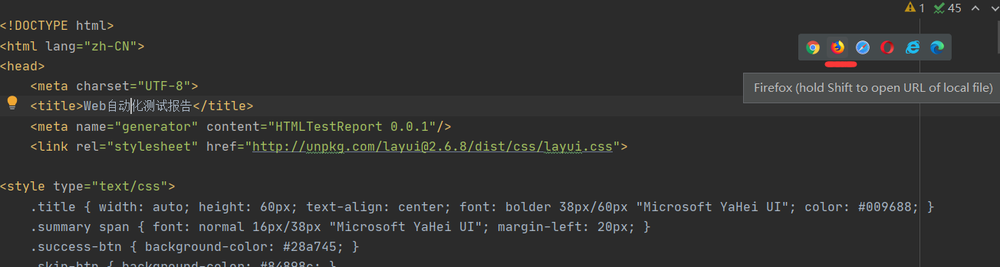 1 45
<!DOCTYPE html>
<html lang="zh-CN">
<head>
<meta charset="UTF-8">
<title>Web自动化测试报告</title>
Firefox (hold Shift to open URL of local file)
<meta name="generator" content="HTMLTestReport 0.0.1"/>
<link rel="stylesheet" href="http://unpkg.com/layui@2.6.8/dist/css/layui.css">
<style type="text/css">
.title { width: auto; height: 60px; text-align: center; font: bolder 38px/60px "Microsoft YaHei UI"; color: #009688; }
.summary span { font: normal 16px/38px "Microsoft YaHei UI"; margin-left: 20px; }
.success-btn { background-color: #28a745; }
.skip-btn { background-color: #84898c; }